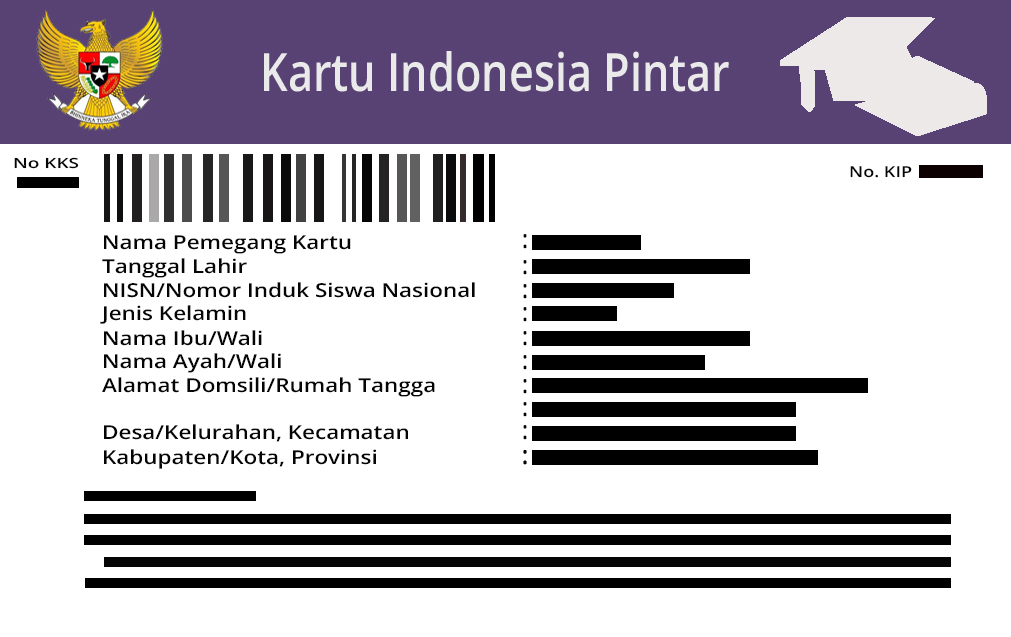 Kartu Indonesia Pintar
BHINNEKA TUNGGAL IKA
No KKS
No. KIP
Nama Pemegang Kartu :
Tanggal Lahir :
NISN/Nomor Induk Siswa Nasional :
Jenis Kelamin :
Nama Ibu/Wali :
Nama Ayah/Wali :
Alamat Domsili/Rumah Tangga :
:
Desa/Kelurahan, Kecamatan :
Kabupaten/Kota, Provinsi :